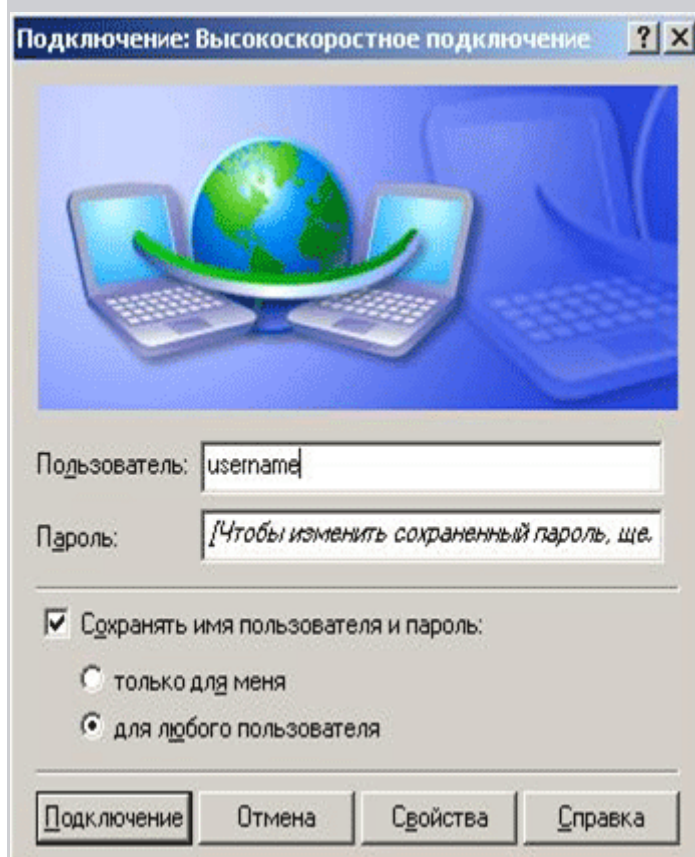 Подключение: Высокоскоростное подключение
Пользователь: username
Пароль: [Чтобы изменить сохраненный пароль, ще.
Сохранять имя пользователя и пароль:
только для меня
для любого пользователя
Подключение Отмена Свойства Справка